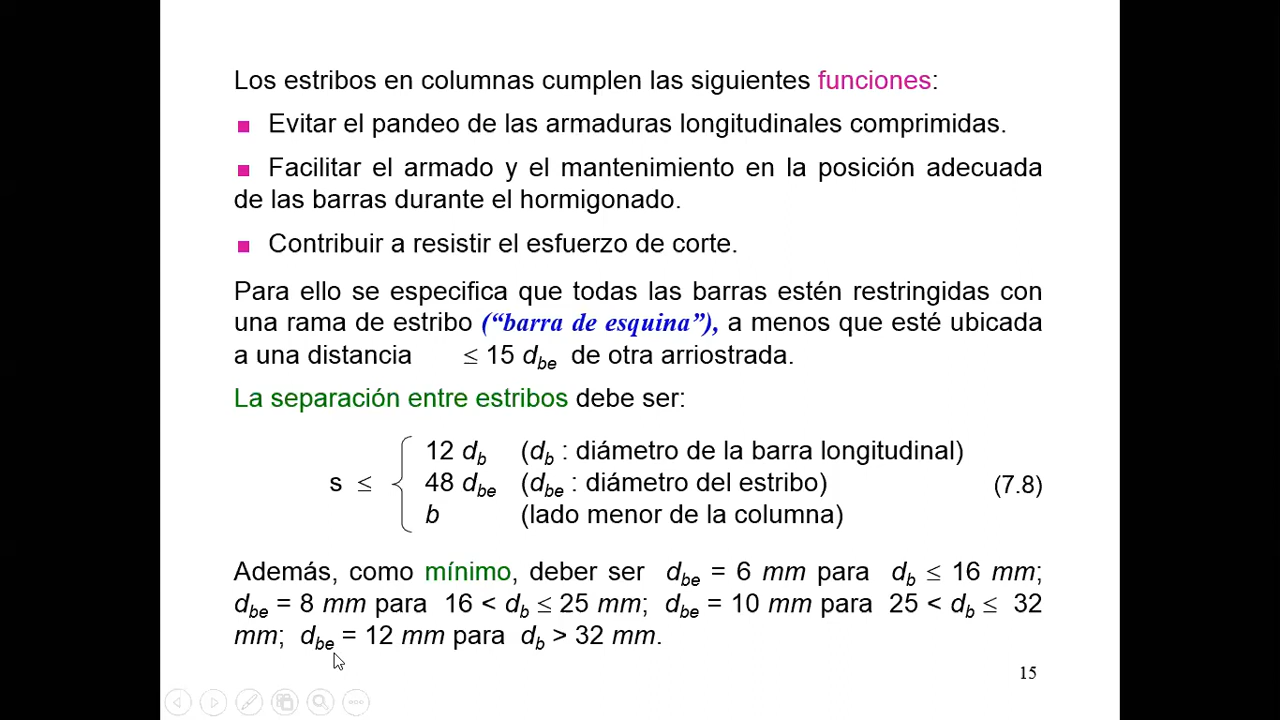 Los estribos en columnas cumplen las siguientes funciones:
■ Evitar el pandeo de las armaduras longitudinales comprimidas.
■ Facilitar el armado y el mantenimiento en la posición adecuada
de las barras durante el hormigonado.
■ Contribuir a resistir el esfuerzo de corte.
Para ello se especifica que todas las barras estén restringidas con
una rama de estribo (“barra de esquina”), a menos que esté ubicada
a una distancia ≤ 15 dbe de otra arriostrada.
La separación entre estribos debe ser:
12 db (db : diámetro de la barra longitudinal)
s ≤ 48 dbe (dbe : diámetro del estribo) (7.8)
b (lado menor de la columna)
Además, como mínimo, deber ser dbe = 6 mm para db ≤ 16 mm;
dbe = 8 mm para 16 < db ≤ 25 mm; dbe = 10 mm para 25 < db ≤ 32
mm; dbe = 12 mm para db > 32 mm.
15